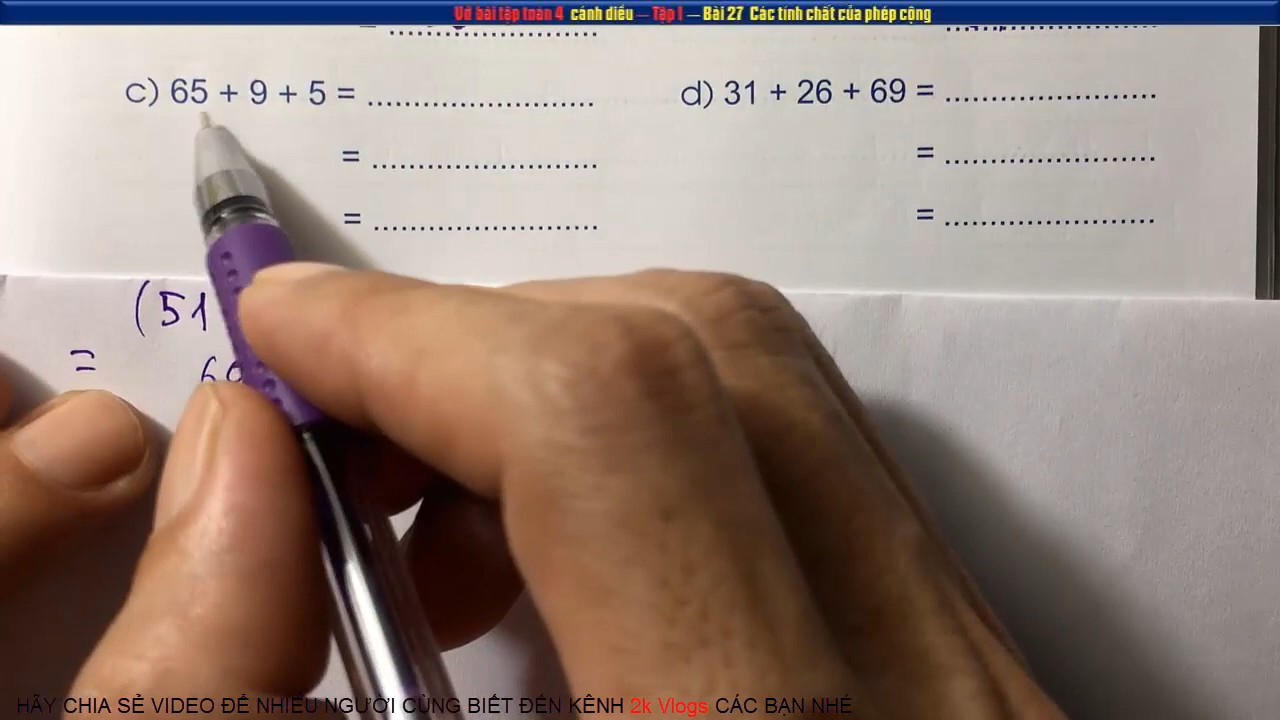 Vở bài tập toán 4 cánh diều – Tập 1 – Bài 27 Các tính chất của phép cộng
c) 65 + 9 + 5 = ........................ d) 31 + 26 + 69 = ......................
= ........................ = ......................
= ........................ = ......................
(51
= 60
HÃY CHIA SẺ VIDEO ĐỂ NHIỀU NGƯỜI CÙNG BIẾT ĐẾN KÊNH 2k Vlogs CÁC BẠN NHÉ